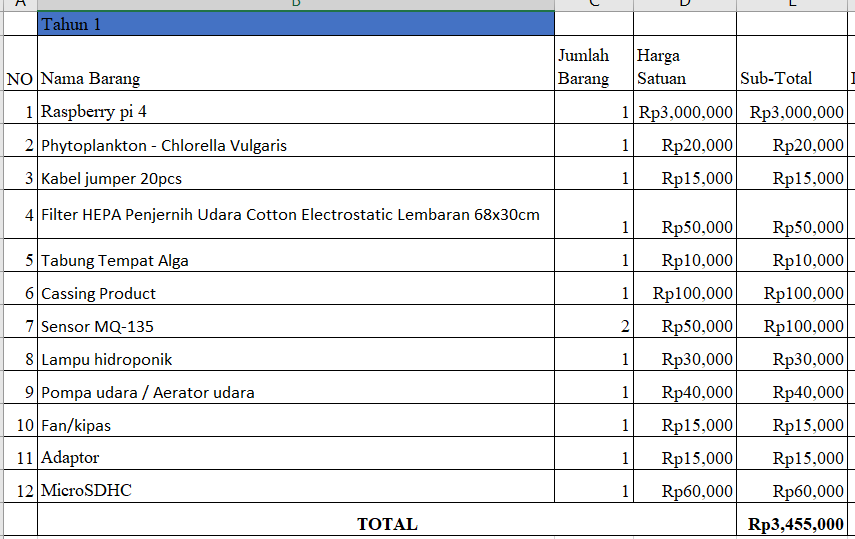 A B C D E
Tahun 1
NO Nama Barang Jumlah Barang Harga Satuan Sub-Total
1 Raspberry pi 4 1 Rp3,000,000 Rp3,000,000
2 Phytoplankton - Chlorella Vulgaris 1 Rp20,000 Rp20,000
3 Kabel jumper 20pcs 1 Rp15,000 Rp15,000
4 Filter HEPA Penjernih Udara Cotton Electrostatic Lembaran 68x30cm 1 Rp50,000 Rp50,000
5 Tabung Tempat Alga 1 Rp10,000 Rp10,000
6 Cassing Product 1 Rp100,000 Rp100,000
7 Sensor MQ-135 2 Rp50,000 Rp100,000
8 Lampu hidroponik 1 Rp30,000 Rp30,000
9 Pompa udara / Aerator udara 1 Rp40,000 Rp40,000
10 Fan/kipas 1 Rp15,000 Rp15,000
11 Adaptor 1 Rp15,000 Rp15,000
12 MicroSDHC 1 Rp60,000 Rp60,000
TOTAL Rp3,455,000